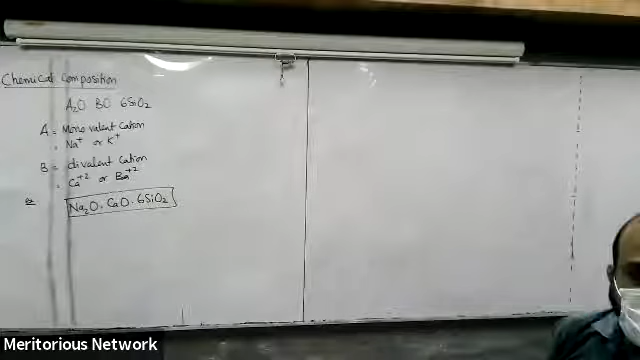 Chemical Composition
A₂O BO 6SiO₂
A = Mono valent Cation
= Na⁺ or K⁺
B = divalent Cation
= Ca⁺² or Ba⁺²
ex Na₂O.CaO.6SiO₂
Meritorious Network